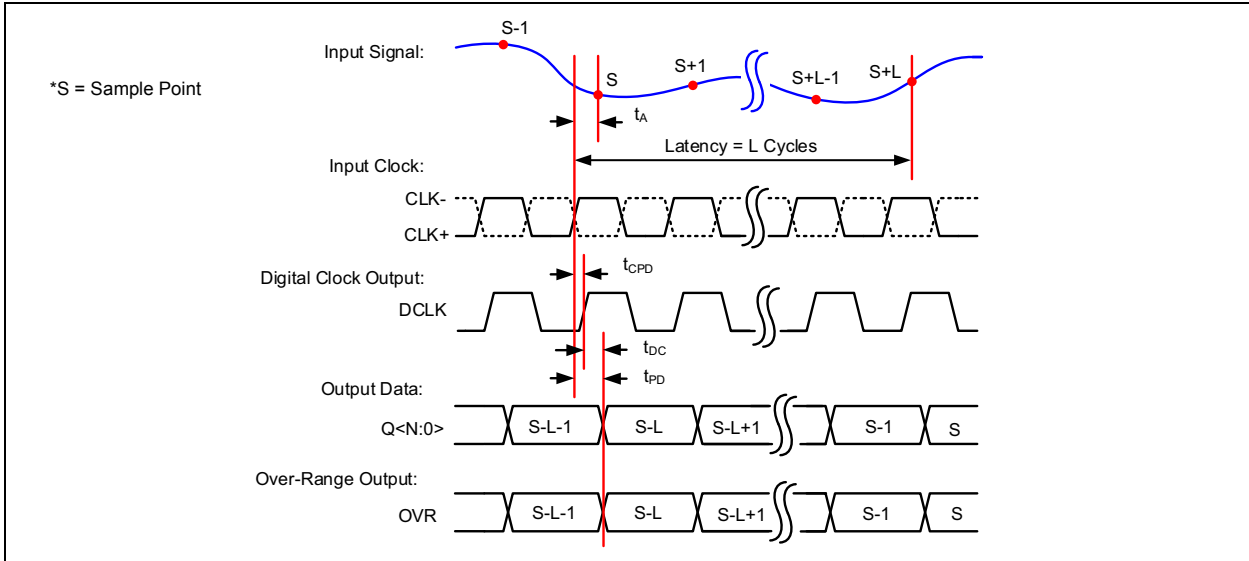 S-1
Input Signal:
*S = Sample Point
S
S+1
S+L-1
S+L
tA
Latency = L Cycles
Input Clock:
CLK-
CLK+
Digital Clock Output:
tCPD
DCLK
tDC
tPD
Output Data:
Q<N:0>
S-L-1
S-L
S-L+1
S-1
S
Over-Range Output:
OVR
S-L-1
S-L
S-L+1
S-1
S